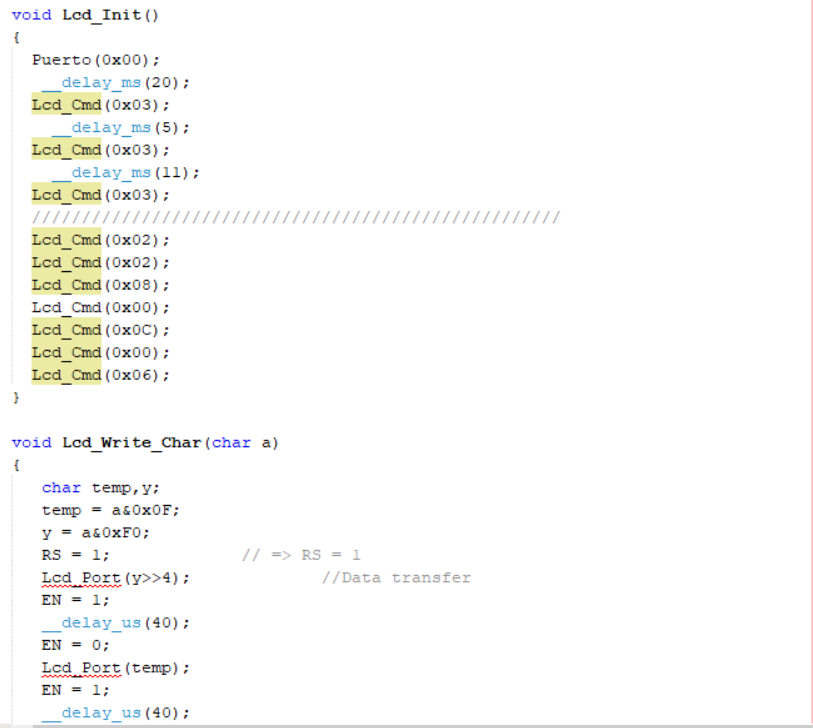 void Lcd_Init()
{
Puerto(0x00);
__delay_ms(20);
Lcd_Cmd(0x03);
__delay_ms(5);
Lcd_Cmd(0x03);
__delay_ms(11);
Lcd_Cmd(0x03);
/////////////////////////////////////////////////////
Lcd_Cmd(0x02);
Lcd_Cmd(0x02);
Lcd_Cmd(0x08);
Lcd_Cmd(0x00);
Lcd_Cmd(0x0C);
Lcd_Cmd(0x00);
Lcd_Cmd(0x06);
}
void Lcd_Write_Char(char a)
{
char temp,y;
temp = a&0x0F;
y = a&0xF0;
RS = 1; // => RS = 1
Lcd_Port(y>>4); //Data transfer
EN = 1;
__delay_us(40);
EN = 0;
Lcd_Port(temp);
EN = 1;
__delay_us(40);